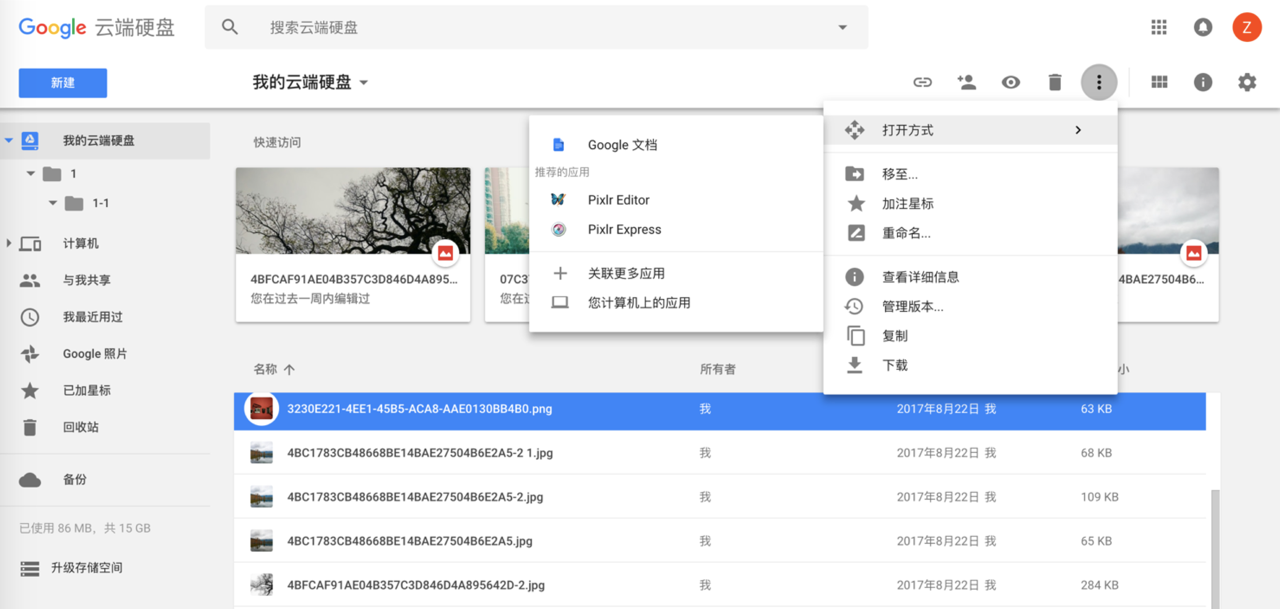 Google 云端硬盘
搜索云端硬盘
Z
新建
我的云端硬盘
我的云端硬盘
1
1-1
计算机
与我共享
我最近用过
Google 照片
已加星标
回收站
备份
已使用 86 MB，共 15 GB
升级存储空间
快速访问
4BFCAF91AE04B357C3D846D4A895...
您在过去一周内编辑过
07C3
您在过
4BAE27504B6...
Google 文档
推荐的应用
Pixlr Editor
Pixlr Express
关联更多应用
您计算机上的应用
打开方式
移至...
加注星标
重命名...
查看详细信息
管理版本...
复制
下载
名称 所有者 小
3230E221-4EE1-45B5-ACA8-AAE0130BB4B0.png 我 2017年8月22日 我 63 KB
4BC1783CB48668BE14BAE27504B6E2A5-2 1.jpg 我 2017年8月22日 我 68 KB
4BC1783CB48668BE14BAE27504B6E2A5-2.jpg 我 2017年8月22日 我 109 KB
4BC1783CB48668BE14BAE27504B6E2A5.jpg 我 2017年8月22日 我 65 KB
4BFCAF91AE04B357C3D846D4A895642D-2.jpg 我 2017年8月22日 我 284 KB